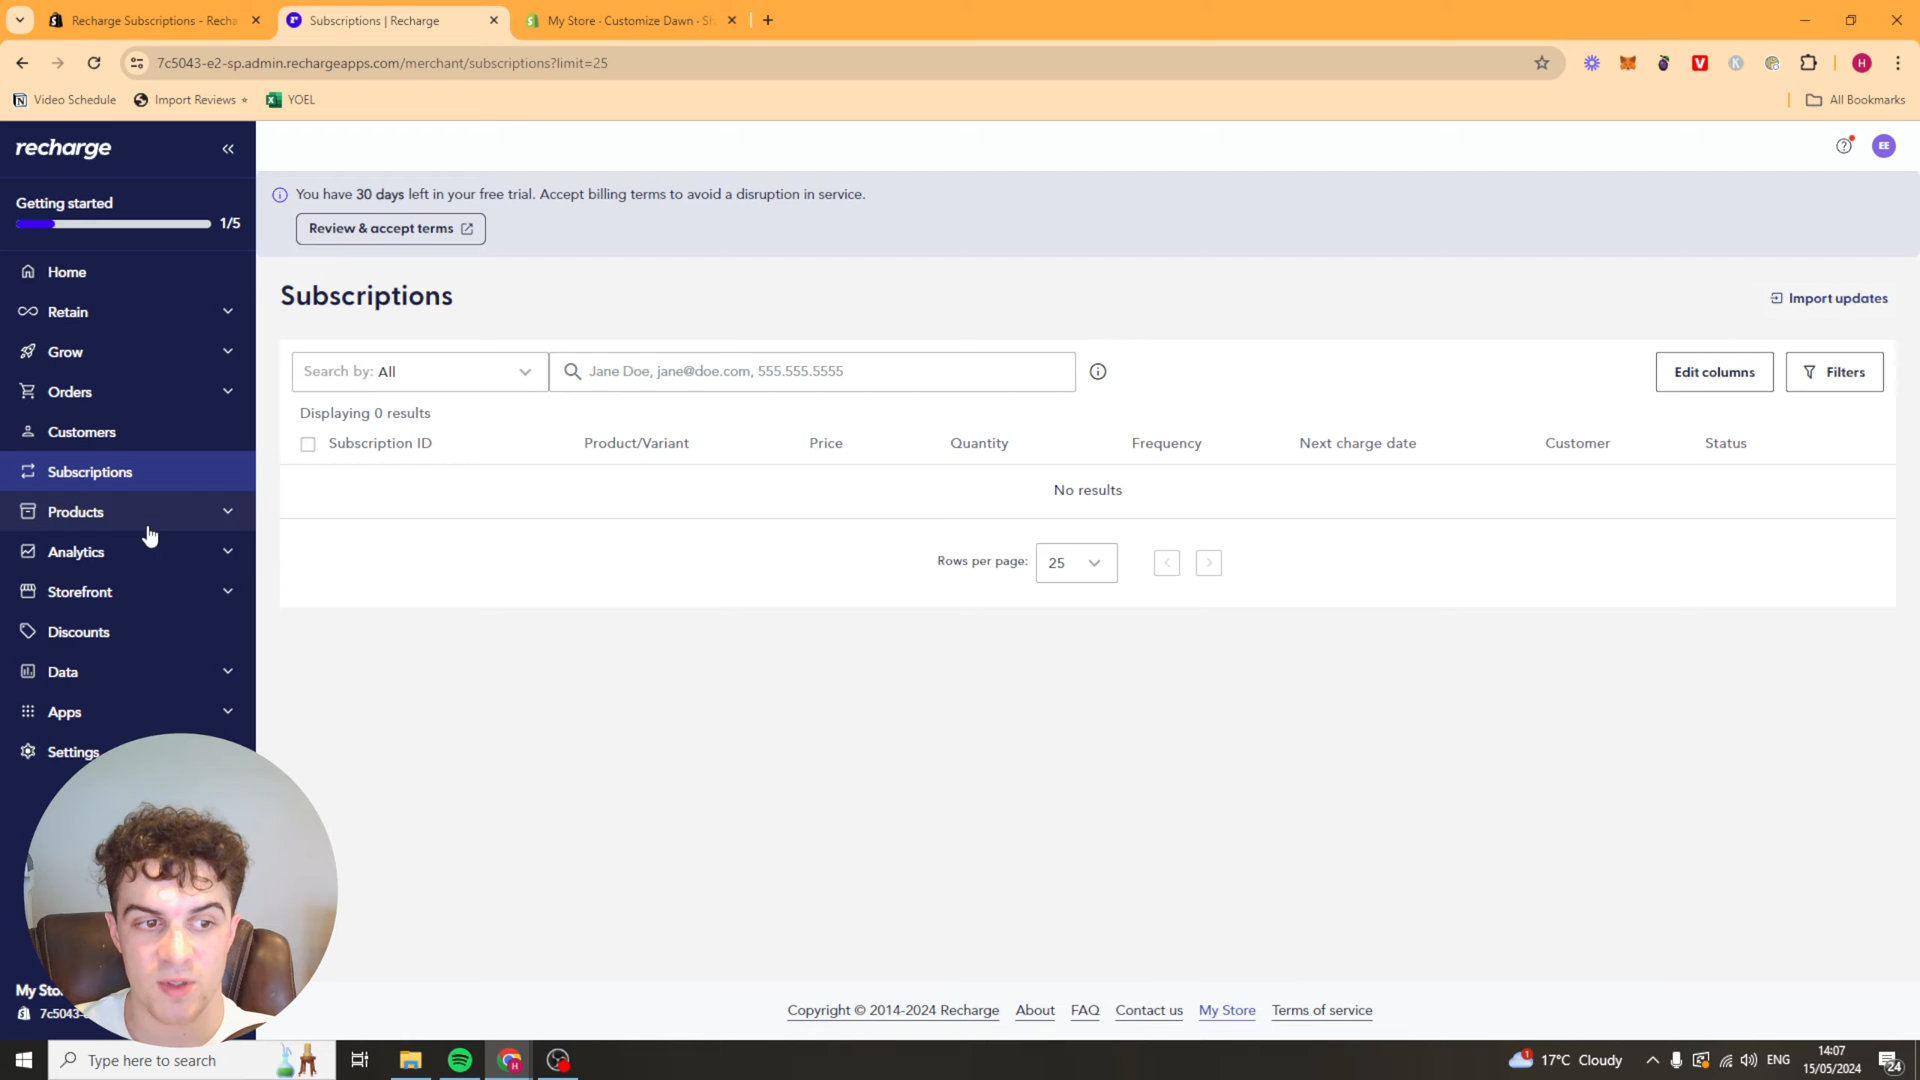 Recharge Subscriptions - Recha
Subscriptions | Recharge
My Store · Customize Dawn · Sh
7c5043-e2-sp.admin.rechargeapps.com/merchant/subscriptions?limit=25
Video Schedule
Import Reviews
YOEL
All Bookmarks
recharge
Getting started
1/5
Home
Retain
Grow
Orders
Customers
Subscriptions
Products
Analytics
Storefront
Discounts
Data
Apps
Settings
EE
You have 30 days left in your free trial. Accept billing terms to avoid a disruption in service.
Review & accept terms
Subscriptions
Import updates
Search by: All
Jane Doe, jane@doe.com, 555.555.5555
Edit columns
Filters
Displaying 0 results
Subscription ID Product/Variant Price Quantity Frequency Next charge date Customer Status
No results
Rows per page: 25
Copyright © 2014-2024 Recharge About FAQ Contact us My Store Terms of service
7c5043-
Type here to search
17°C Cloudy
ENG
14:07
15/05/2024
24